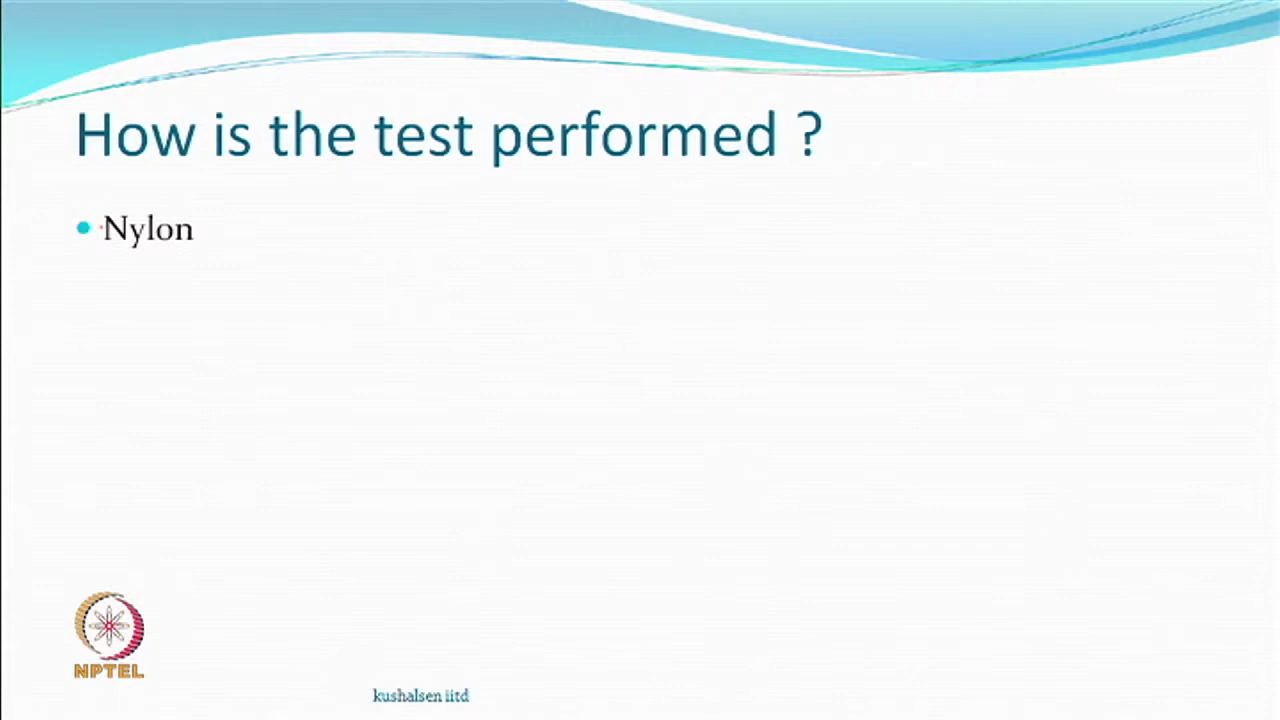 How is the test performed ?
Nylon
NPTEL
kushalsen iitd